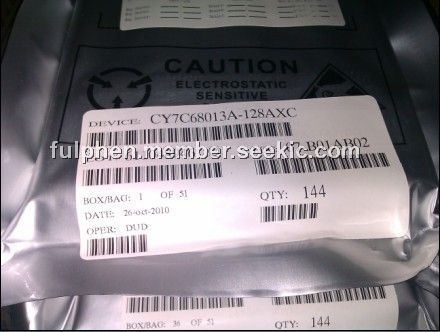 CAUTION
ELECTROSTATIC
SENSITIVE
DEVICE: CY7C68013A-128AXC
fulpnen.member.seekic.com
BOX/BAG: 1 OF 51
QTY: 144
DATE: 26-oct-2010
OPER: DUD
BOX/BAG: 36 OF 51
QTY: 144